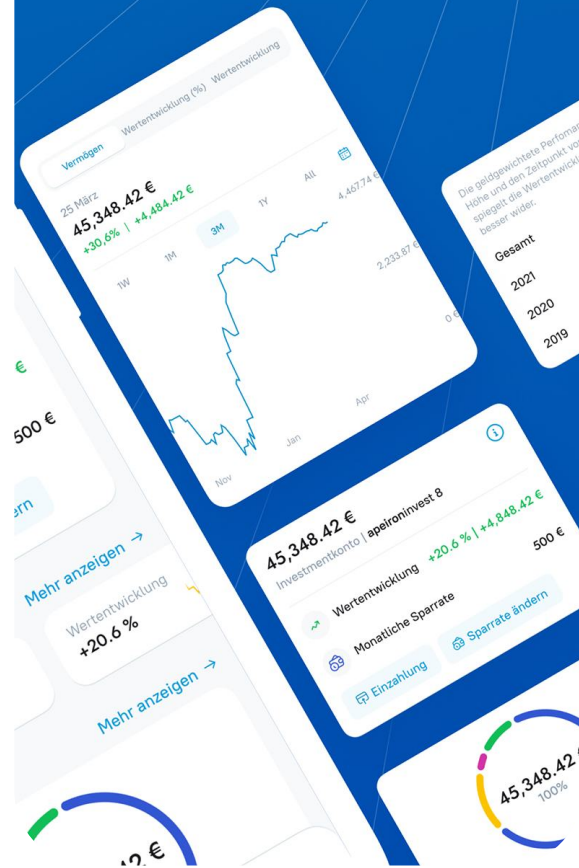 Vermögen
Wertentwicklung (%)
Wertentwicklung
25 März
45,348.42 €
+30,6% | +4,484.42 €
1W
1M
3M
1Y
All
4,467.74 €
2,233.87 €
0 €
Nov
Jan
Apr
Die geldgewichtete
Höhe und den Zeitpunkt
spiegelt die
besser wider.
Gesamt
2021
2020
2019
€
500 €
Mehr anzeigen →
Wertentwicklung
+20.6 %
Mehr anzeigen →
€
45,348.42 €
Investmentkonto | apeironinvest 8
Wertentwicklung
+20.6 % | +4,848.42 €
Monatliche Sparrate
500 €
Einzahlung
Sparrate ändern
45,348.42
100%